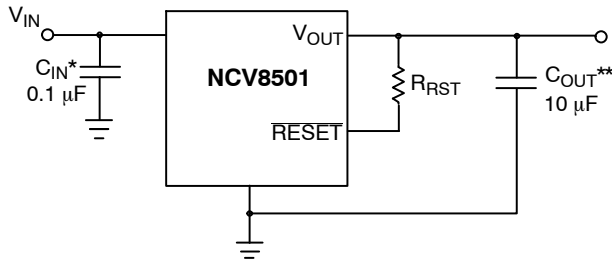 V_IN
C_IN*
0.1 μF
NCV8501
V_OUT
R_RST
RESET
C_OUT**
10 μF